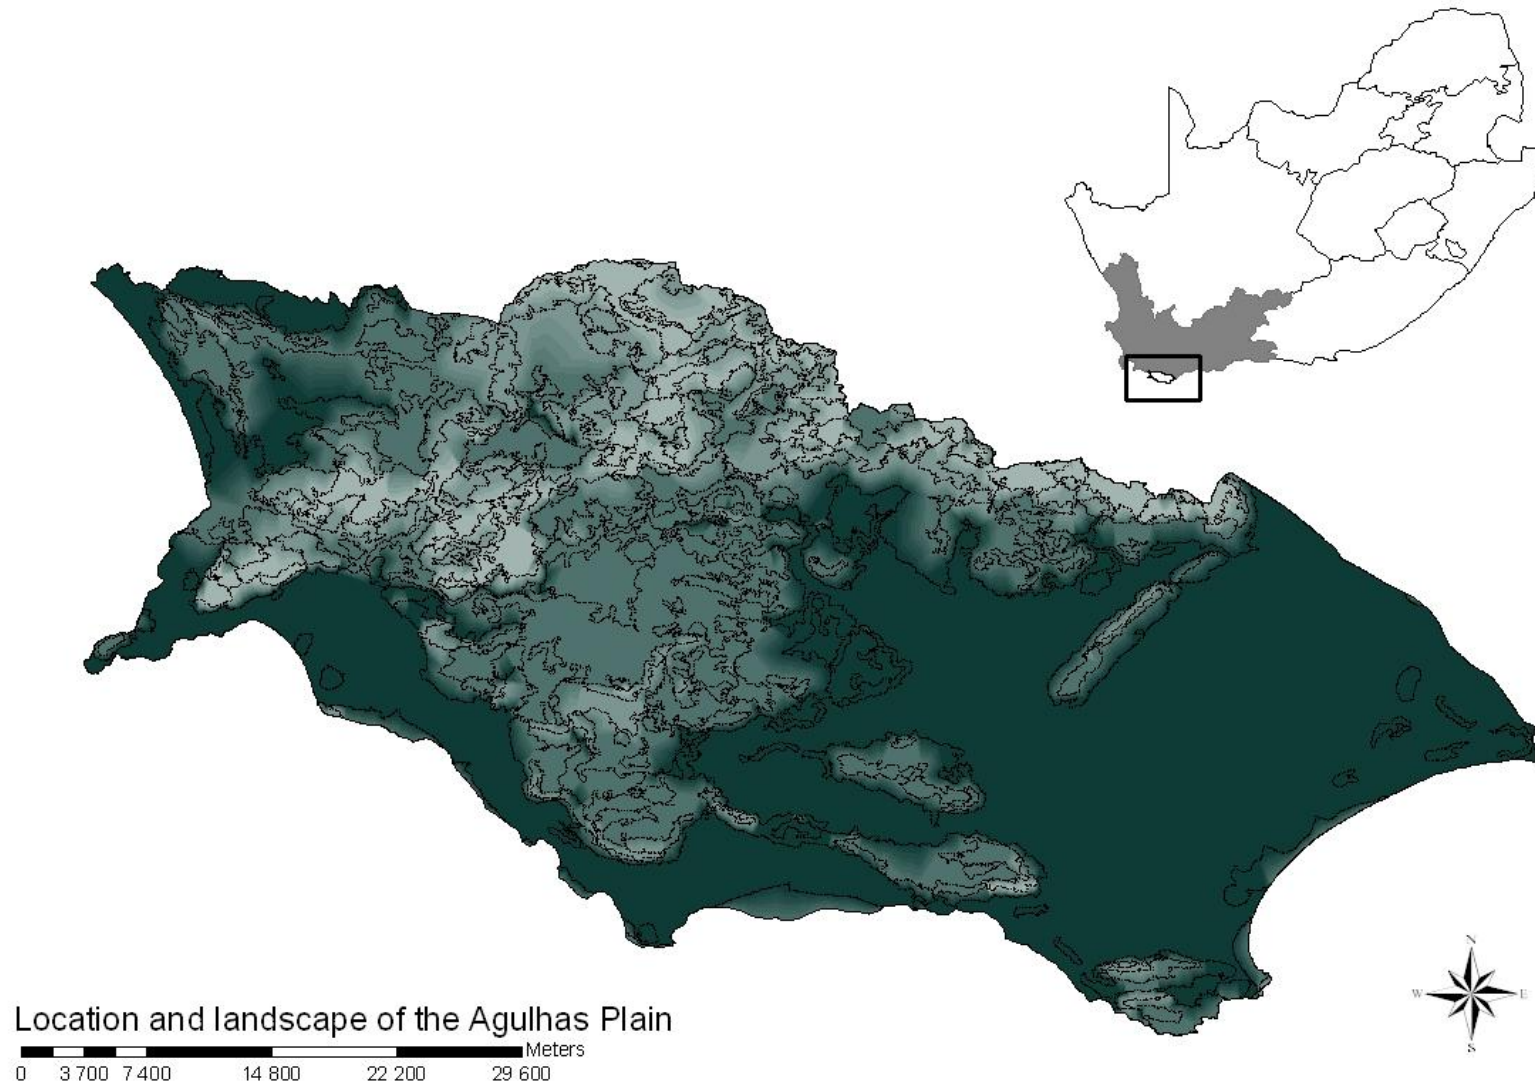 N
W E
S
Location and landscape of the Agulhas Plain
Meters
0 3 700 7 400 14 800 22 200 29 600